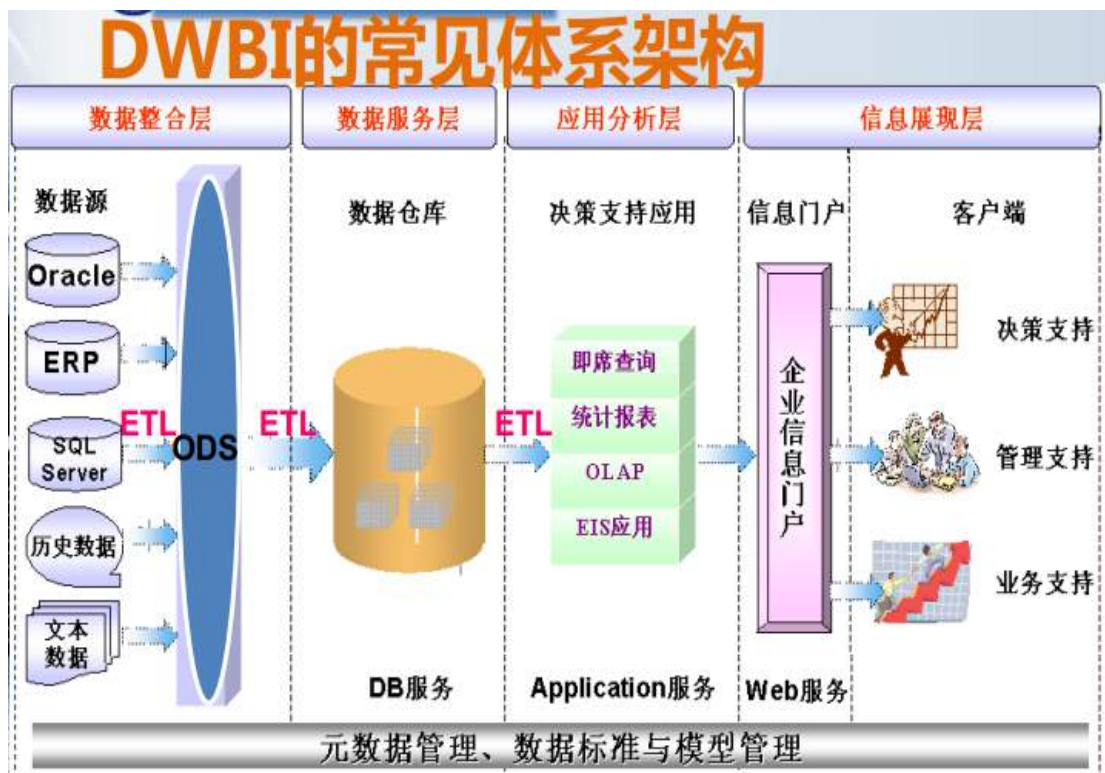 DWBI的常见体系架构
数据整合层
数据服务层
应用分析层
信息展现层
数据源
数据仓库
决策支持应用
信息门户
客户端
Oracle
ERP
SQL
Server
历史数据
文本
数据
ETL
ODS
ETL
ETL
即席查询
统计报表
OLAP
EIS应用
企业信息门户
决策支持
管理支持
业务支持
DB服务
Application服务
Web服务
元数据管理、数据标准与模型管理